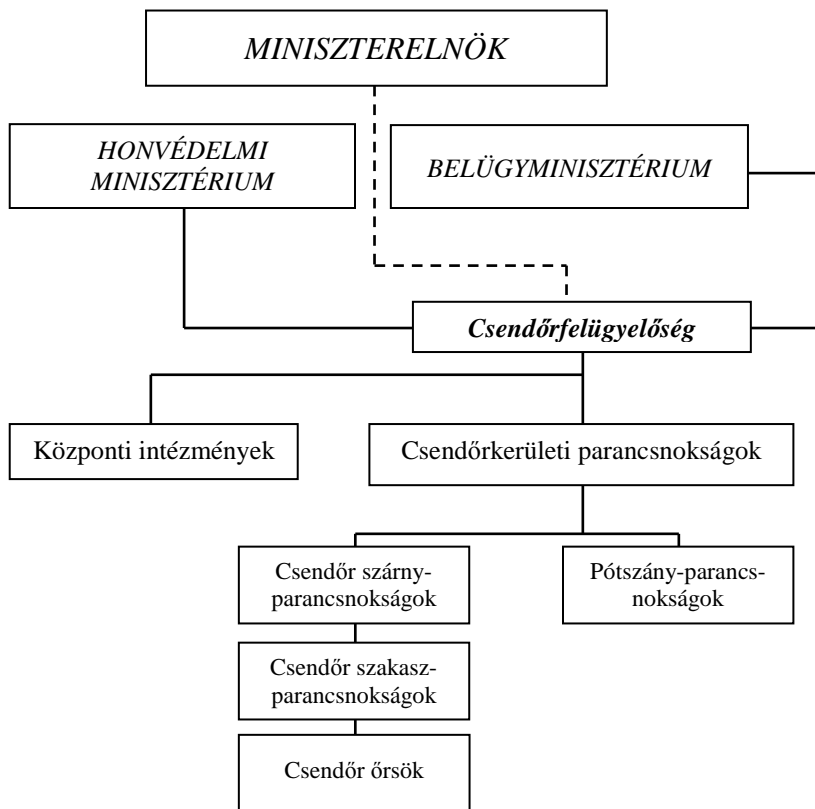 MINISZTERELNÖK
HONVÉDELMI
MINISZTÉRIUM
BELÜGYMINISZTÉRIUM
Csendőrfelügyelőség
Központi intézmények
Csendőrkerületi parancsnokságok
Csendőr szárny-
parancsnokságok
Pótszány-parancs-
nokságok
Csendőr szakasz-
parancsnokságok
Csendőr őrsök